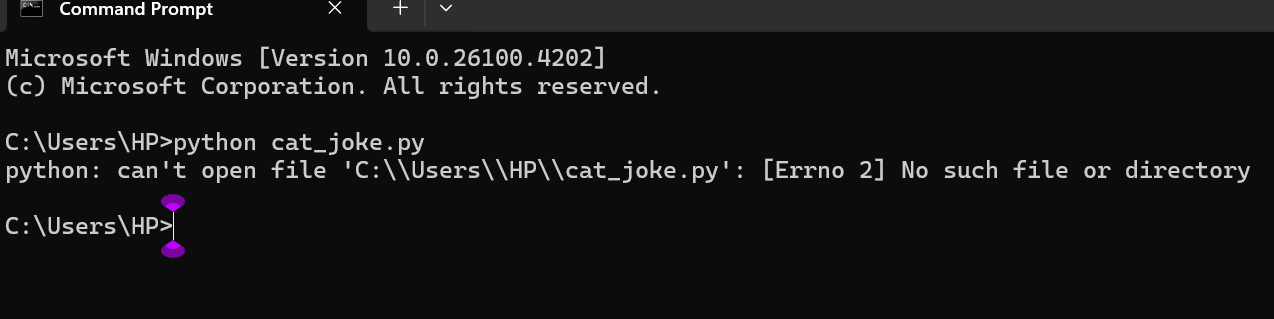 Command Prompt
Microsoft Windows [Version 10.0.26100.4202]
(c) Microsoft Corporation. All rights reserved.
C:\Users\HP>python cat_joke.py
python: can't open file 'C:\\Users\\HP\\cat_joke.py': [Errno 2] No such file or directory
C:\Users\HP>